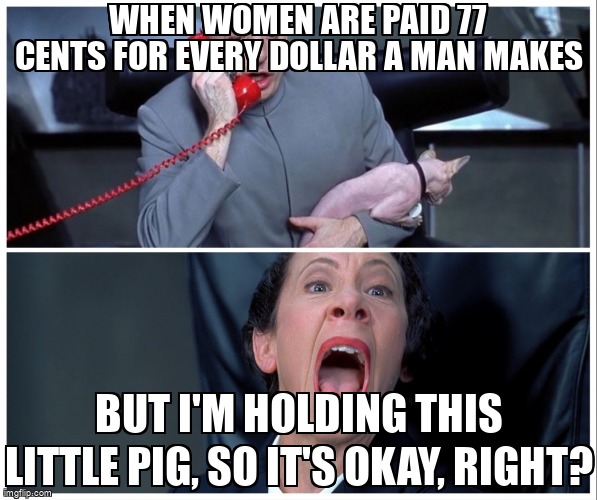 WHEN WOMEN ARE PAID 77
CENTS FOR EVERY DOLLAR A MAN MAKES
BUT I'M HOLDING THIS
LITTLE PIG, SO IT'S OKAY, RIGHT?
imgflip.com